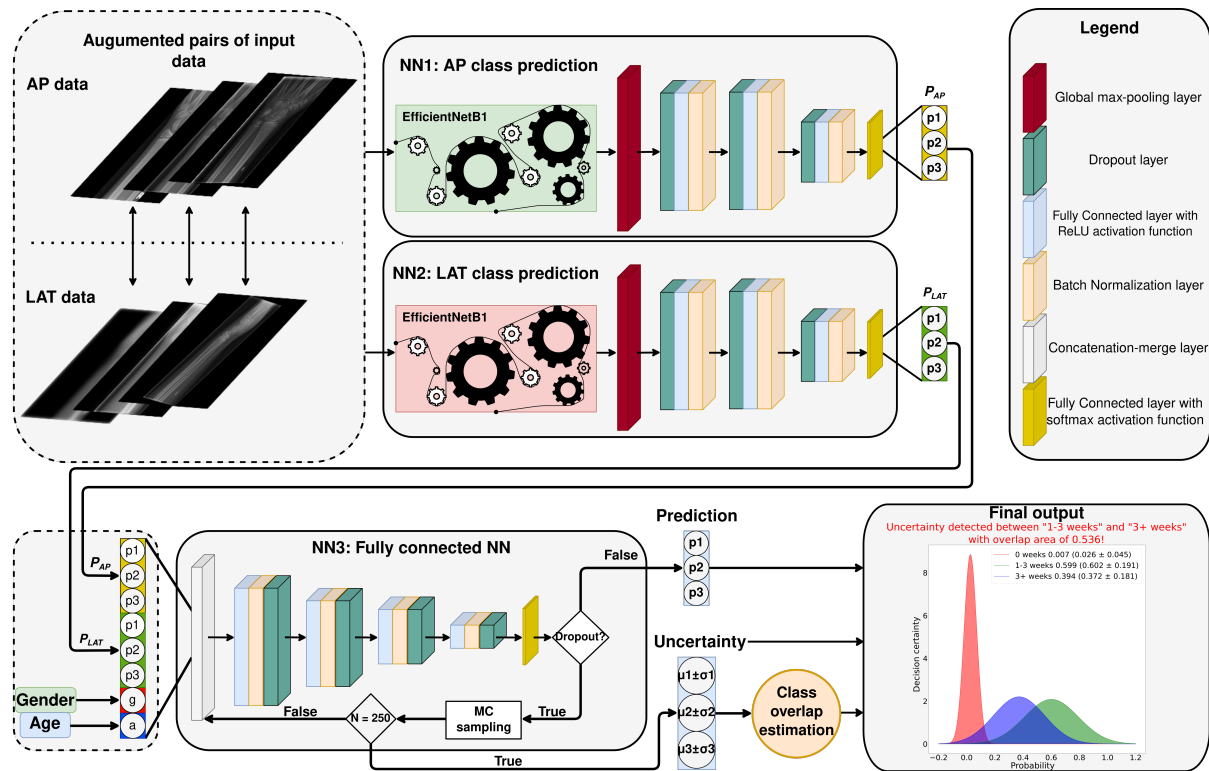 Augumented pairs of input
data
AP data
LAT data
NN1: AP class prediction
EfficientNetB1
P_AP
p1
p2
p3
NN2: LAT class prediction
EfficientNetB1
P_LAT
p1
p2
p3
Legend
Global max-pooling layer
Dropout layer
Fully Connected layer with
ReLU activation function
Batch Normalization layer
Concatenation-merge layer
Fully Connected layer with
softmax activation function
P_AP
P_LAT
p1
p2
p3
p1
p2
p3
g
a
Gender
Age
NN3: Fully connected NN
Dropout?
False
True
MC
sampling
N = 250
False
True
Prediction
p1
p2
p3
Uncertainty
μ1±σ1
μ2±σ2
μ3±σ3
Class
overlap
estimation
Final output
Uncertainty detected between "1-3 weeks" and "3+ weeks"
with overlap area of 0.536!
0 weeks 0.007 (0.026 ± 0.045)
1-3 weeks 0.599 (0.602 ± 0.191)
3+ weeks 0.394 (0.372 ± 0.181)
Decision certainty
8
6
4
2
0
−0.2 0.0 0.2 0.4 0.6 0.8 1.0 1.2
Probability